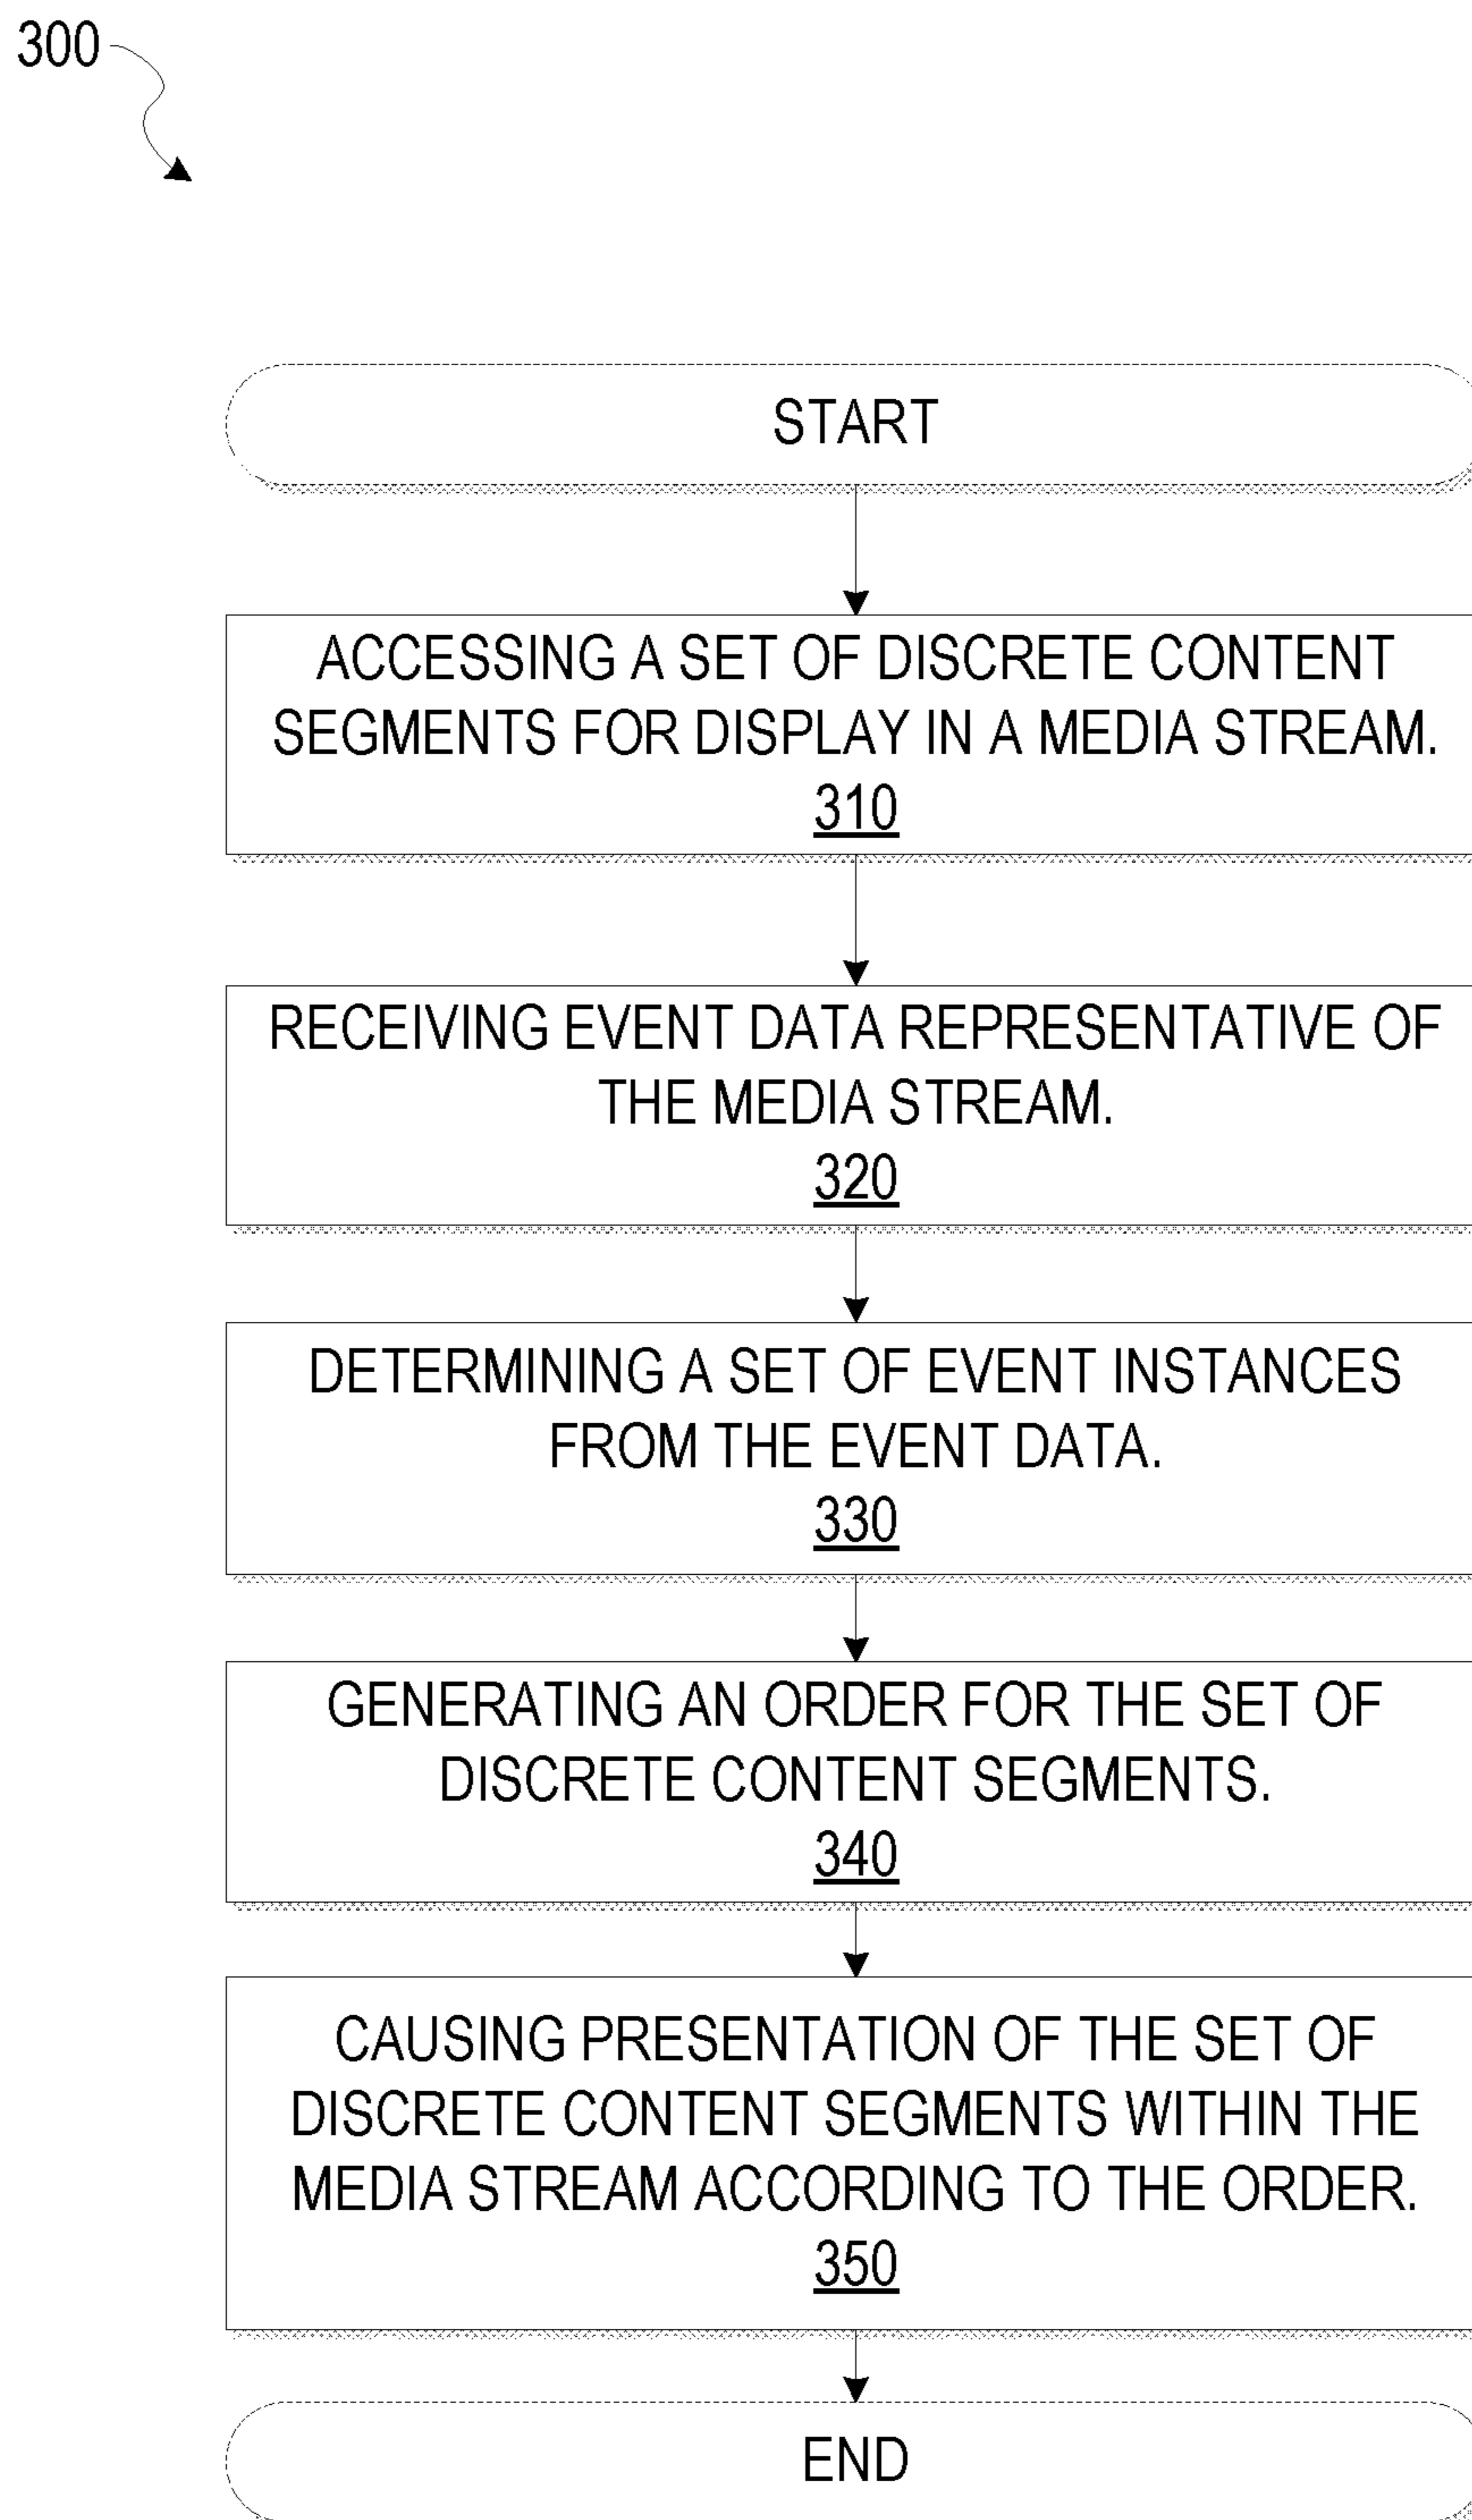 300
START
ACCESSING A SET OF DISCRETE CONTENT
SEGMENTS FOR DISPLAY IN A MEDIA STREAM.
310
RECEIVING EVENT DATA REPRESENTATIVE OF
THE MEDIA STREAM.
320
DETERMINING A SET OF EVENT INSTANCES
FROM THE EVENT DATA.
330
GENERATING AN ORDER FOR THE SET OF
DISCRETE CONTENT SEGMENTS.
340
CAUSING PRESENTATION OF THE SET OF
DISCRETE CONTENT SEGMENTS WITHIN THE
MEDIA STREAM ACCORDING TO THE ORDER.
350
END